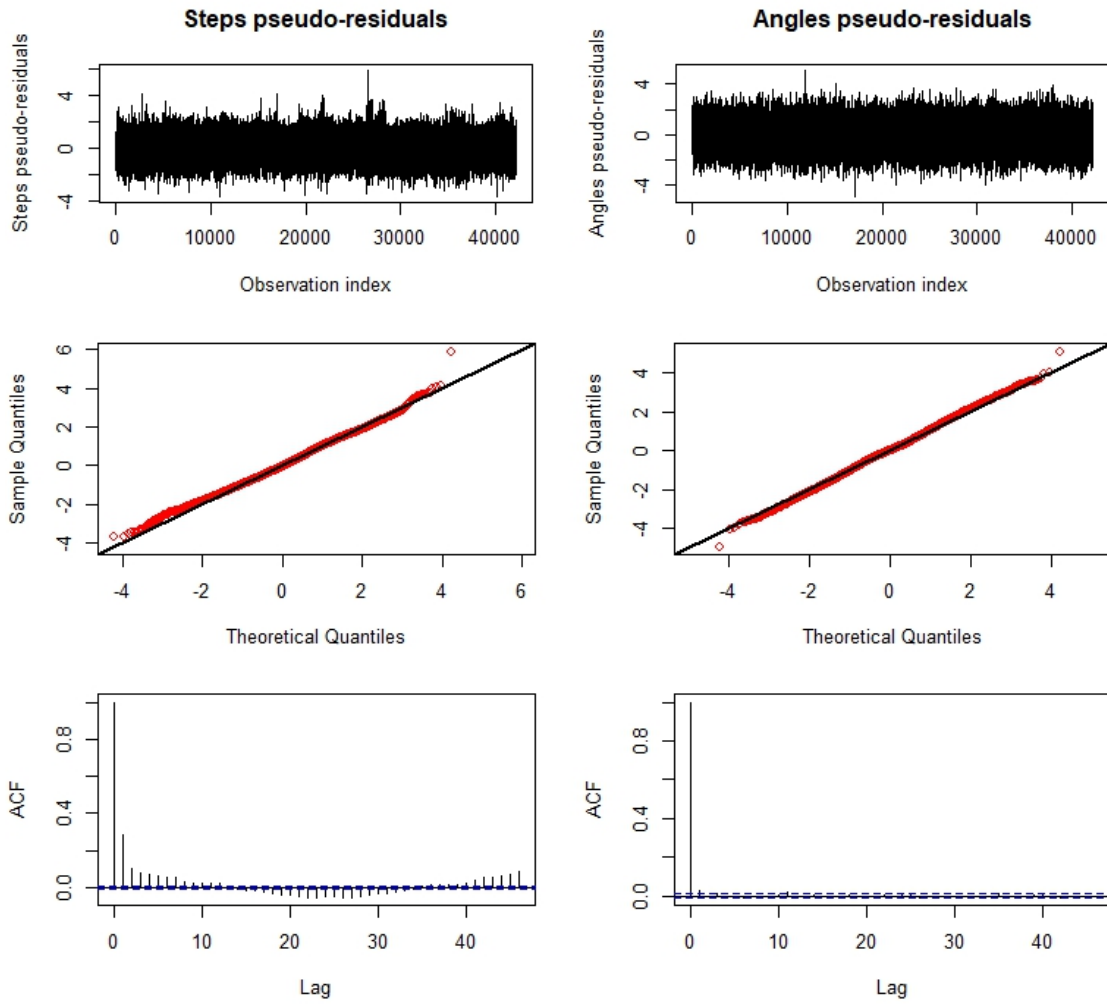 Steps pseudo-residuals
Angles pseudo-residuals
Steps pseudo-residuals
-4 0 4
0 10000 20000 30000 40000
Observation index
Angles pseudo-residuals
-4 0 4
0 10000 20000 30000 40000
Observation index
Sample Quantiles
-4 -2 0 2 4 6
-4 -2 0 2 4 6
Theoretical Quantiles
Sample Quantiles
-4 -2 0 2 4
-4 -2 0 2 4
Theoretical Quantiles
ACF
0.0 0.4 0.8
0 10 20 30 40
Lag
ACF
0.0 0.4 0.8
0 10 20 30 40
Lag